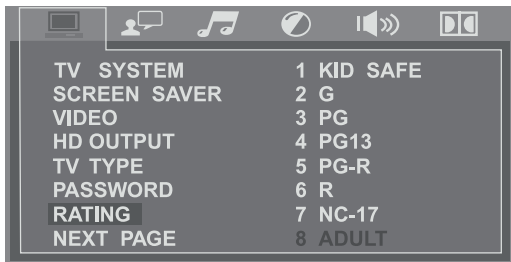 TV SYSTEM
SCREEN SAVER
VIDEO
HD OUTPUT
TV TYPE
PASSWORD
RATING
NEXT PAGE
1 KID SAFE
2 G
3 PG
4 PG13
5 PG-R
6 R
7 NC-17
8 ADULT